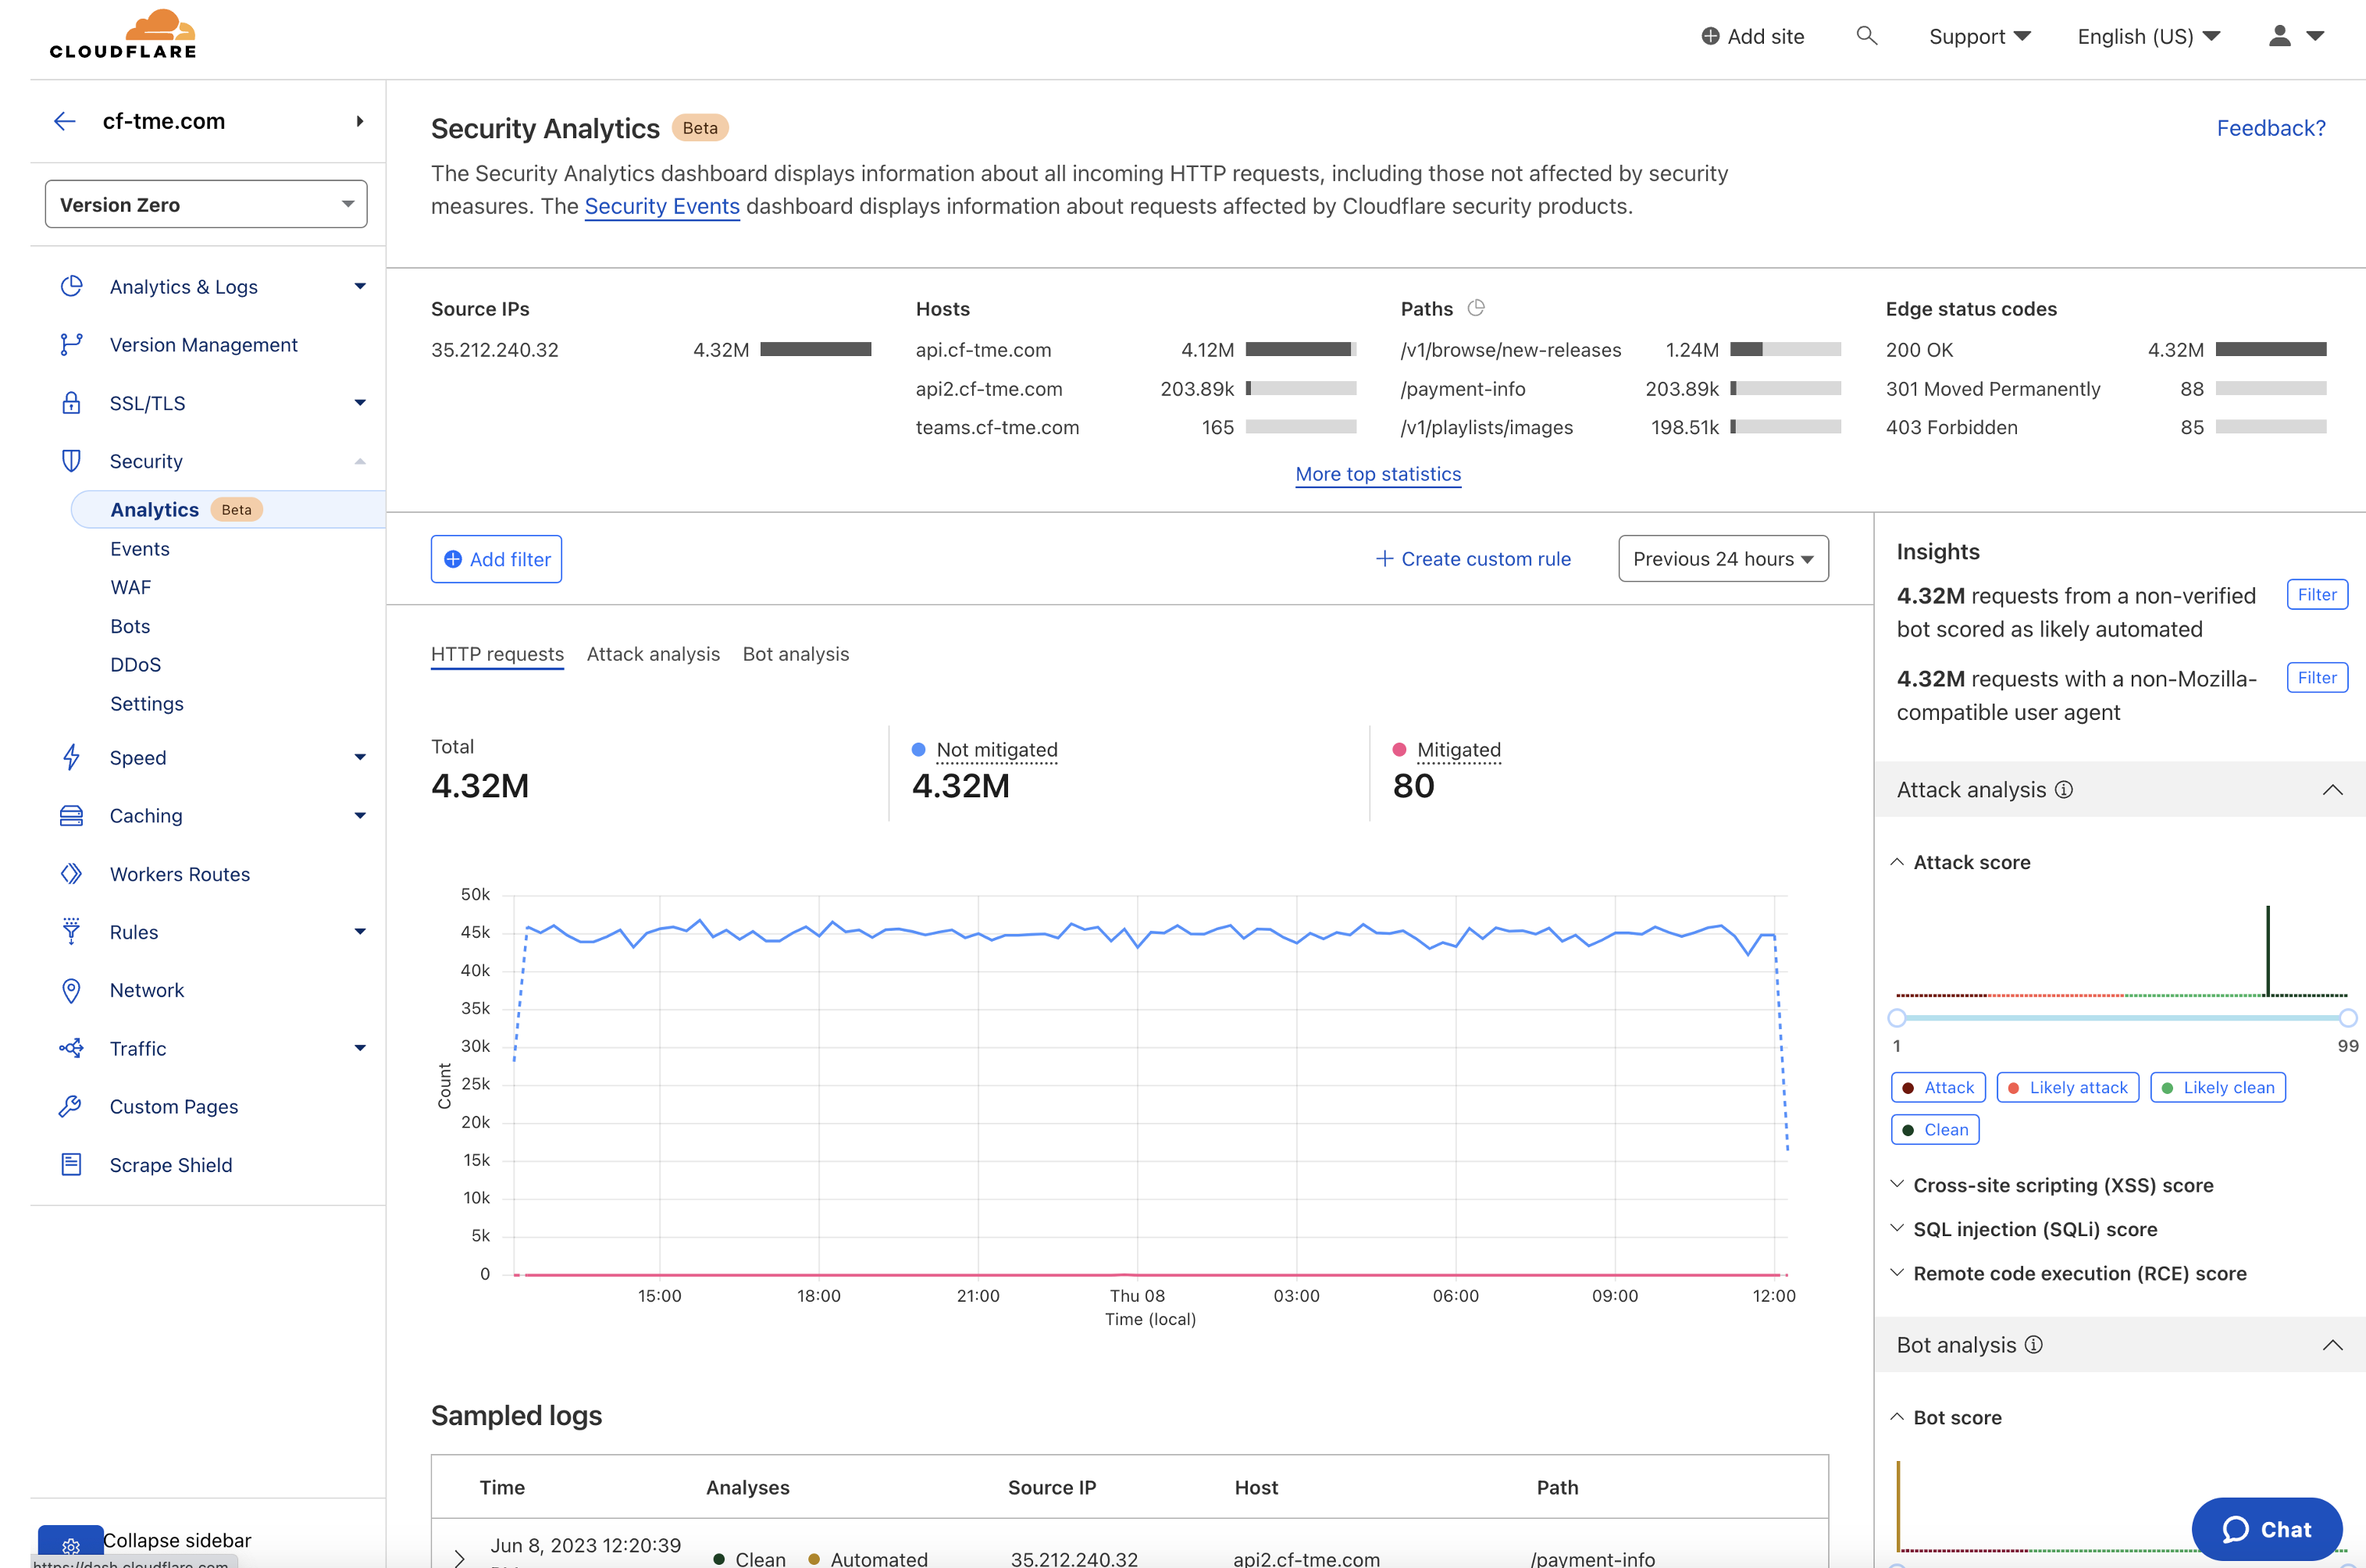 CLOUDFLARE
Add site
Support
English (US)
cf-tme.com
Version Zero
Analytics & Logs
Version Management
SSL/TLS
Security
Analytics Beta
Events
WAF
Bots
DDoS
Settings
Speed
Caching
Workers Routes
Rules
Network
Traffic
Custom Pages
Scrape Shield
Collapse sidebar
https://dash.cloudflare.com
Security Analytics Beta
Feedback?
The Security Analytics dashboard displays information about all incoming HTTP requests, including those not affected by security
measures. The Security Events dashboard displays information about requests affected by Cloudflare security products.
Source IPs
35.212.240.32 4.32M
Hosts
api.cf-tme.com 4.12M
api2.cf-tme.com 203.89k
teams.cf-tme.com 165
Paths
/v1/browse/new-releases 1.24M
/payment-info 203.89k
/v1/playlists/images 198.51k
Edge status codes
200 OK 4.32M
301 Moved Permanently 88
403 Forbidden 85
More top statistics
Add filter
Create custom rule
Previous 24 hours
HTTP requests Attack analysis Bot analysis
Total
4.32M
Not mitigated
4.32M
Mitigated
80
50k
45k
40k
35k
30k
25k
20k
15k
10k
5k
0
Count
15:00 18:00 21:00 Thu 08 03:00 06:00 09:00 12:00
Time (local)
Sampled logs
Time Analyses Source IP Host Path
Jun 8, 2023 12:20:39
Clean Automated 35.212.240.32 api2.cf-tme.com /payment-info
Insights
4.32M requests from a non-verified
bot scored as likely automated
Filter
4.32M requests with a non-Mozilla-
compatible user agent
Filter
Attack analysis
Attack score
1 99
Attack Likely attack Likely clean
Clean
Cross-site scripting (XSS) score
SQL injection (SQLi) score
Remote code execution (RCE) score
Bot analysis
Bot score
Chat